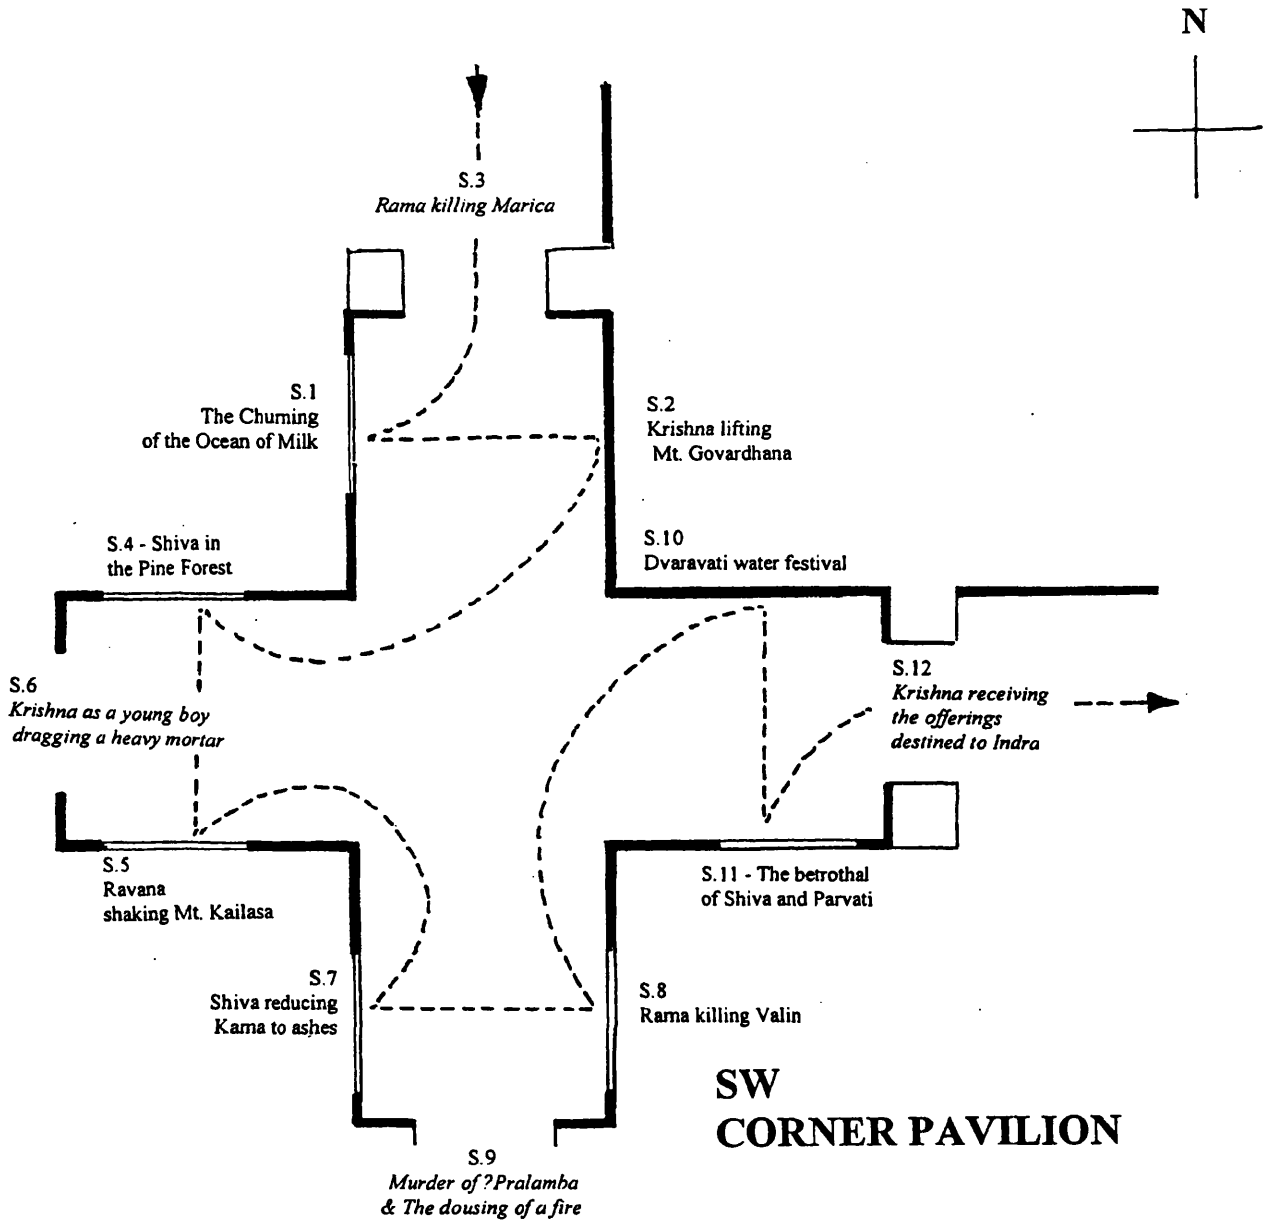 N
S.3
Rama killing Marica
S.1
The Churning
of the Ocean of Milk
S.2
Krishna lifting
Mt. Govardhana
S.4 - Shiva in
the Pine Forest
S.10
Dvaravati water festival
S.6
Krishna as a young boy
dragging a heavy mortar
S.12
Krishna receiving
the offerings
destined to Indra
S.5
Ravana
shaking Mt. Kailasa
S.11 - The betrothal
of Shiva and Parvati
S.7
Shiva reducing
Kama to ashes
S.8
Rama killing Valin
SW
CORNER PAVILION
S.9
Murder of ?Pralamba
& The dousing of a fire